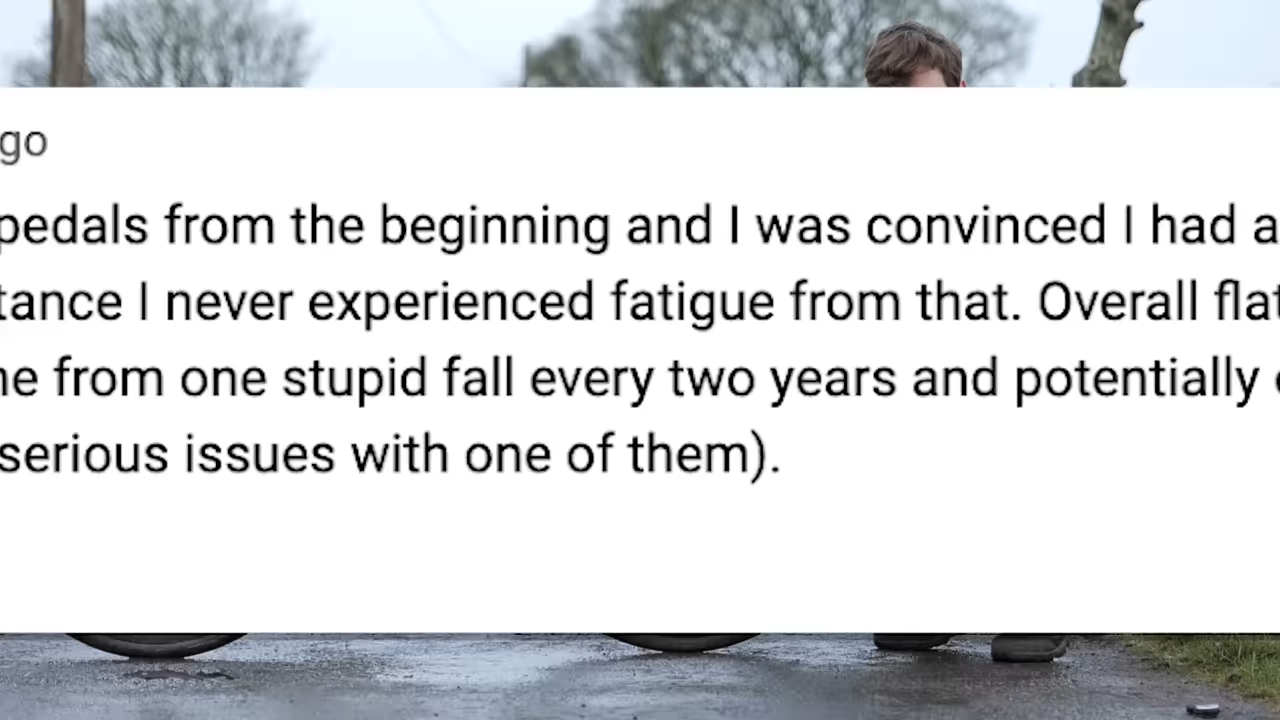 go
pedals from the beginning and I was convinced I had a
tance I never experienced fatigue from that. Overall flat
from one stupid fall every two years and potentially
serious issues with one of them).